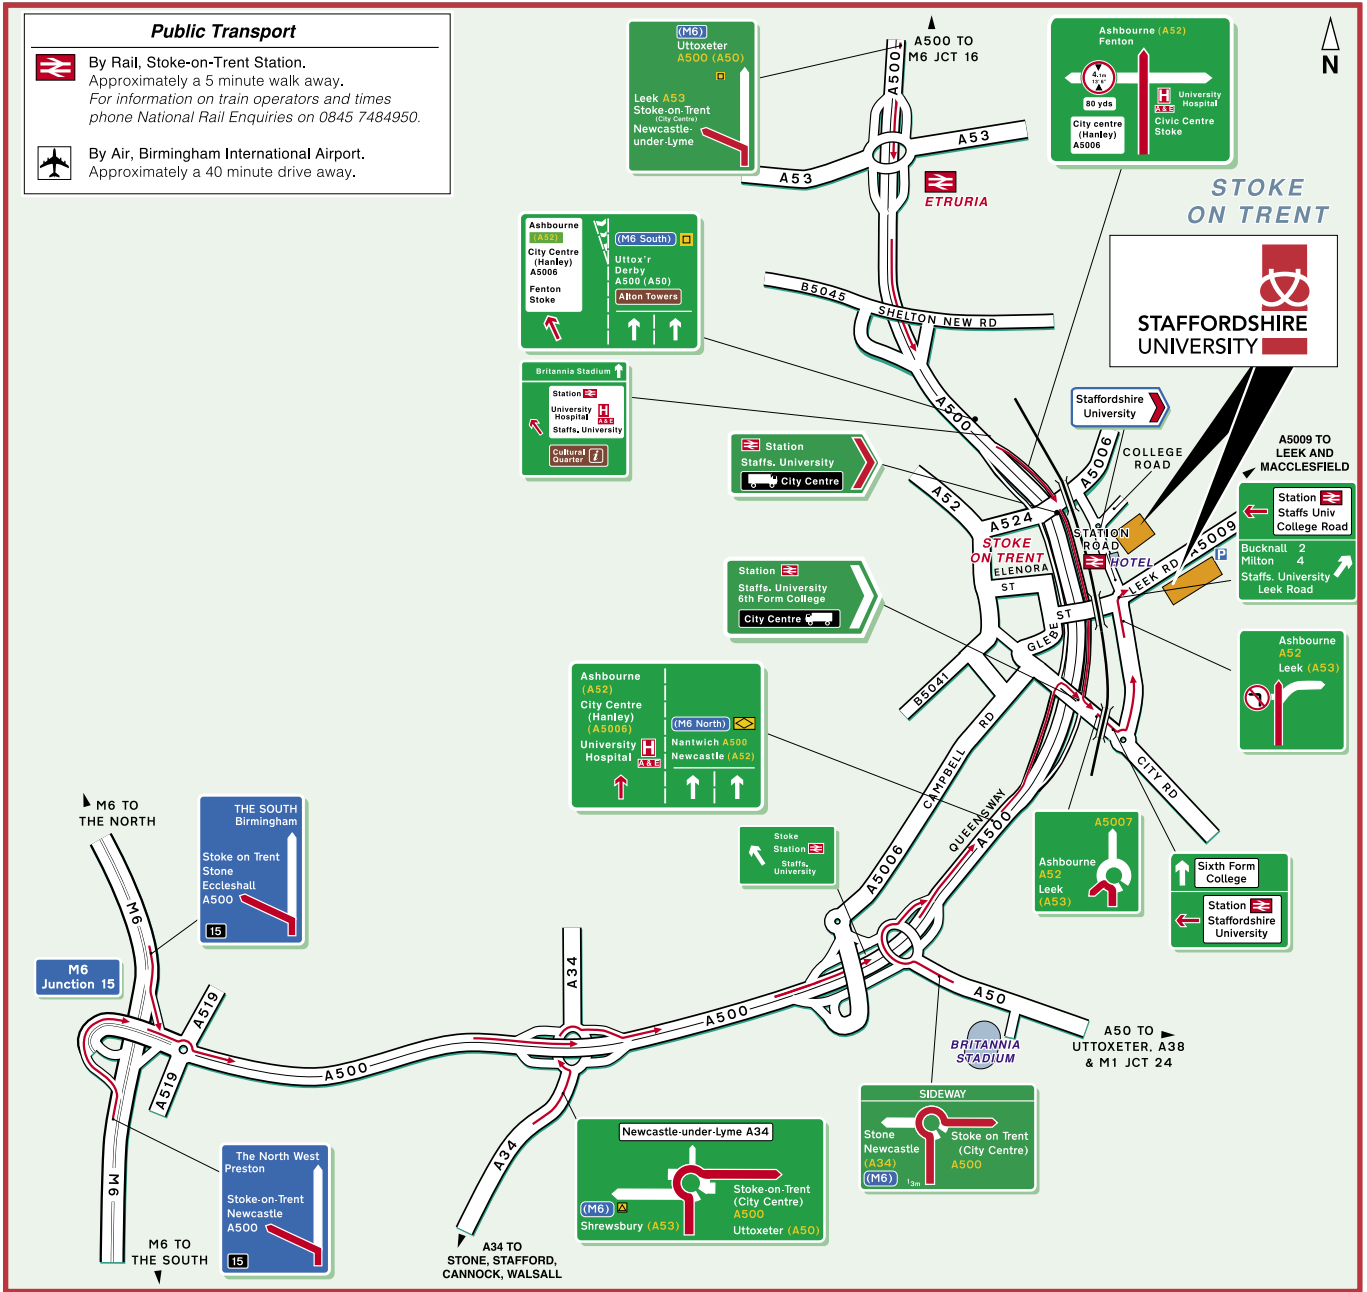 Public Transport
By Rail, Stoke-on-Trent Station.
Approximately a 5 minute walk away.
For information on train operators and times
phone National Rail Enquiries on 0845 7484950.
By Air, Birmingham International Airport.
Approximately a 40 minute drive away.
(M6)
Uttoxeter
A500 (A50)
Leek A53
Stoke-on-Trent
(City Centre)
Newcastle-
under-Lyme
A500 TO
M6 JCT 16
A500
A53
A53
ETRURIA
Ashbourne (A52)
Fenton
4.1m
13'6"
80 yds
City centre
(Hanley)
A5006
H
A & E
University
Hospital
Civic Centre
Stoke
N
STOKE
ON TRENT
STAFFORDSHIRE
UNIVERSITY
Ashbourne
(A52)
City Centre
(Hanley)
A5006
Fenton
Stoke
(M6 South)
Uttox'r
Derby
A500 (A50)
Alton Towers
B5045
SHELTON NEW RD
Britannia Stadium
Station
University
Hospital
H
A & E
Staffs. University
Cultural
Quarter
i
A500
Staffordshire
University
Station
Staffs. University
City Centre
A52
A524
A5006
COLLEGE
ROAD
A5009 TO
LEEK AND
MACCLESFIELD
Station
Staffs Univ
College Road
Bucknall 2
Milton 4
Staffs. University
Leek Road
STOKE
ON TRENT
STATION
ROAD
HOTEL
LEEK RD
A5009
P
ELENORA
ST
GLEBE
ST
Station
Staffs. University
6th Form College
City Centre
Ashbourne
A52
Leek (A53)
B5041
CAMPBELL
RD
A5006
QUEENSWAY
A500
CITY RD
Ashbourne
(A52)
City Centre
(Hanley)
(A5006)
University
Hospital
H
A & E
(M6 North)
Nantwich A500
Newcastle (A52)
Stoke
Station
Staffs.
University
A5007
Ashbourne
A52
Leek
(A53)
Sixth Form
College
Station
Staffordshire
University
M6 TO
THE NORTH
THE SOUTH
Birmingham
Stoke on Trent
Stone
Eccleshall
A500
15
M6
M6
Junction 15
A519
A519
A500
A34
A34
A500
A50
BRITANNIA
STADIUM
A50 TO
UTTOXETER, A38
& M1 JCT 24
SIDEWAY
Stone
Newcastle
(A34)
(M6)
Stoke on Trent
(City Centre)
A500
13m
Newcastle-under-Lyme A34
(M6)
Shrewsbury (A53)
Stoke-on-Trent
(City Centre)
A500
Uttoxeter (A50)
The North West
Preston
Stoke-on-Trent
Newcastle
A500
15
M6
M6 TO
THE SOUTH
A34 TO
STONE, STAFFORD,
CANNOCK, WALSALL